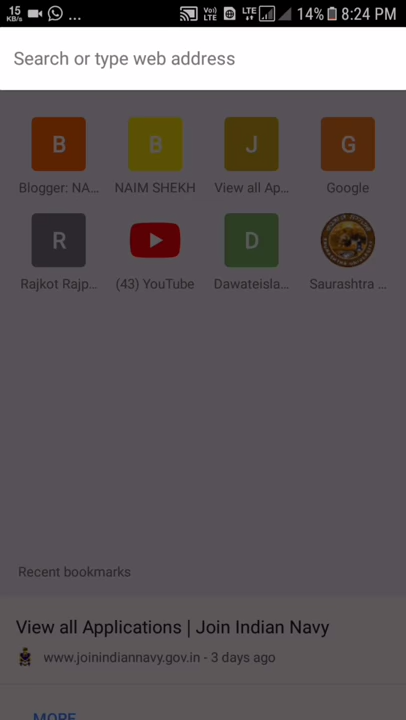 15 KB/s ... Vo) LTE LTE 14% 8:24 PM
Search or type web address
B B J G
Blogger: NA... NAIM SHEKH View all Ap... Google
R D
Rajkot Rajp... (43) YouTube Dawateisla... Saurashtra ...
Recent bookmarks
View all Applications | Join Indian Navy
www.joinindiannavy.gov.in - 3 days ago
MORE